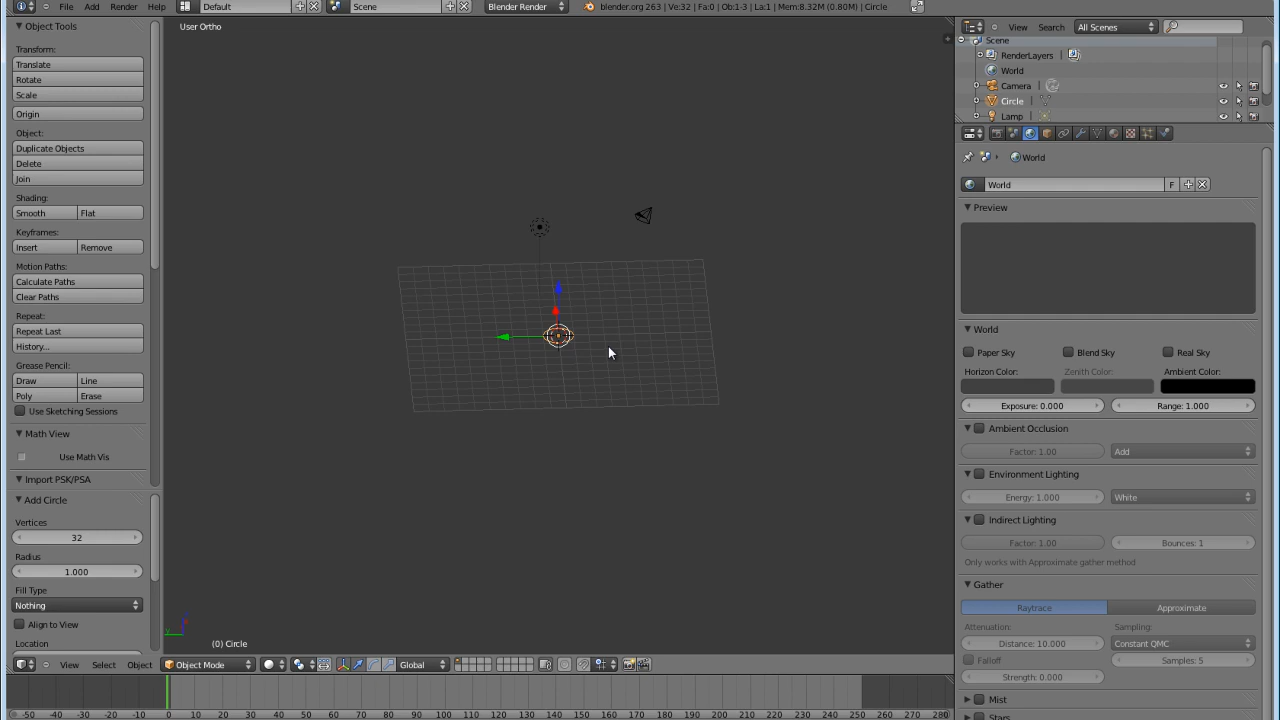 File Add Render Help Default Scene Blender Render blender.org 263 | Ve:32 | Fa:0 | Ob:1-3 | La:1 | Mem:8.32M (0.80M) | Circle
Object Tools
Transform:
Translate
Rotate
Scale
Origin
Object:
Duplicate Objects
Delete
Join
Shading:
Smooth Flat
Keyframes:
Insert Remove
Motion Paths:
Calculate Paths
Clear Paths
Repeat:
Repeat Last
History...
Grease Pencil:
Draw Line
Poly Erase
Use Sketching Sessions
Math View
Use Math Vis
Import PSK/PSA
Add Circle
Vertices
32
Radius
1.000
Fill Type
Nothing
Align to View
Location
User Ortho
(0) Circle
View Select Object Object Mode Global
-50 -40 -30 -20 -10 0 10 20 30 40 50 60 70 80 90 100 110 120 130 140 150 160 170 180 190 200 210 220 230 240 250 260 270 280
View Search All Scenes
Scene
RenderLayers |
World
Camera |
Circle |
Lamp |
World
World F
Preview
World
Paper Sky Blend Sky Real Sky
Horizon Color: Zenith Color: Ambient Color:
Exposure: 0.000 Range: 1.000
Ambient Occlusion
Factor: 1.00 Add
Environment Lighting
Energy: 1.000 White
Indirect Lighting
Factor: 1.00 Bounces: 1
Only works with Approximate gather method
Gather
Raytrace Approximate
Attenuation: Sampling:
Distance: 10.000 Constant QMC
Falloff Samples: 5
Strength: 0.000
Mist
Stars